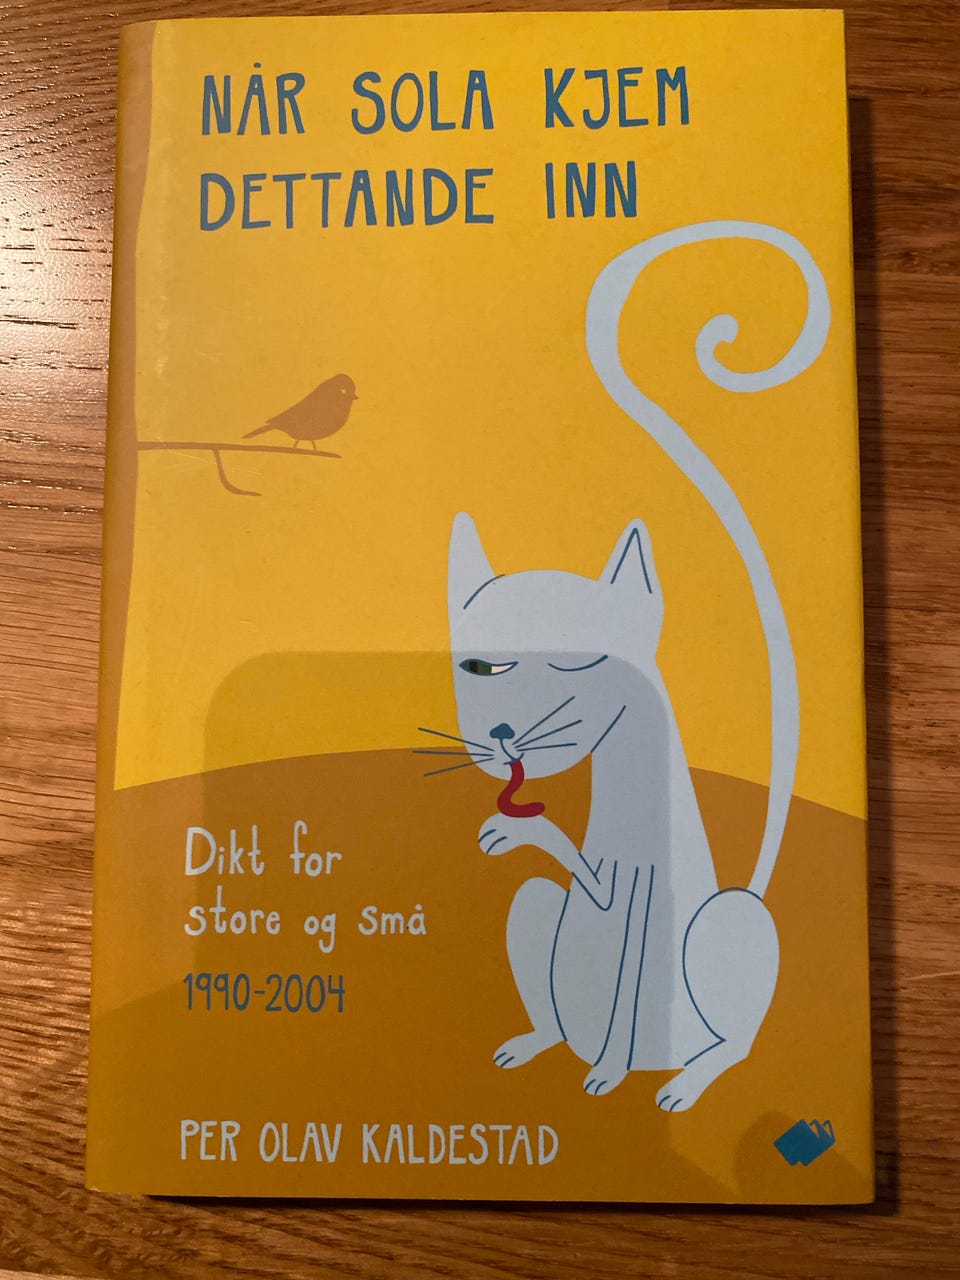 NÅR SOLA KJEM
DETTANDE INN
Dikt for
store og små
1990-2004
PER OLAV KALDESTAD